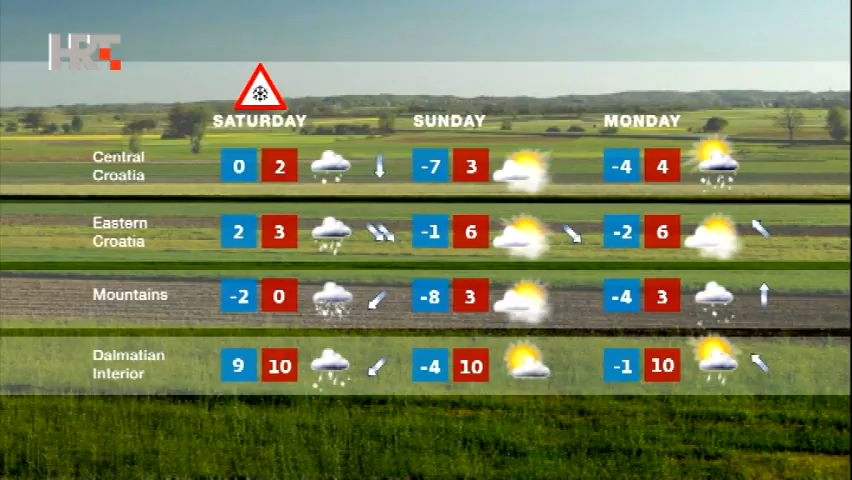 HRT
SATURDAY SUNDAY MONDAY
Central
Croatia
0 2 -7 3 -4 4
Eastern
Croatia
2 3 -1 6 -2 6
Mountains -2 0 -8 3 -4 3
Dalmatian
Interior
9 10 -4 10 -1 10